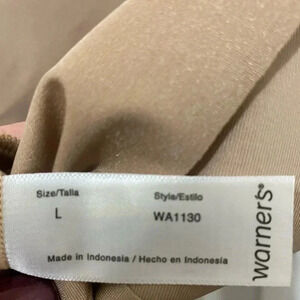 Size/Talla Style/Estilo
L WA1130
Made in Indonesia / Hecho en Indonesia
warner's®